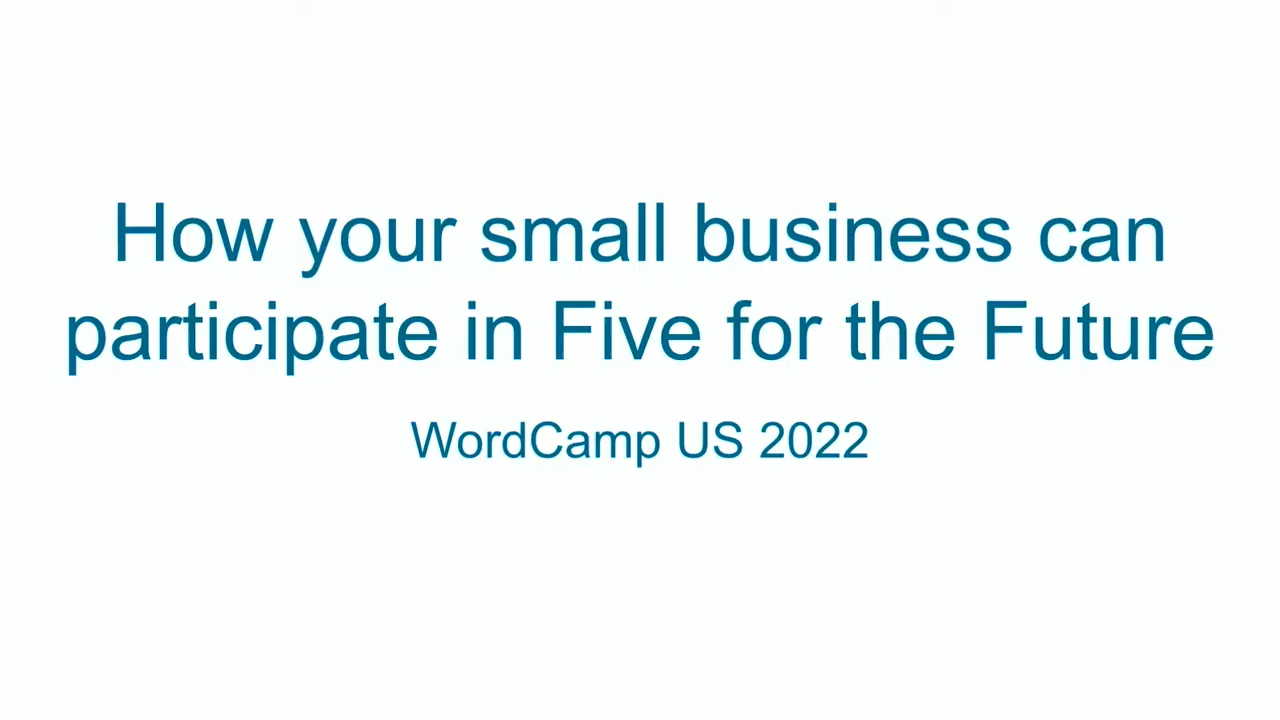 How your small business can
participate in Five for the Future
WordCamp US 2022